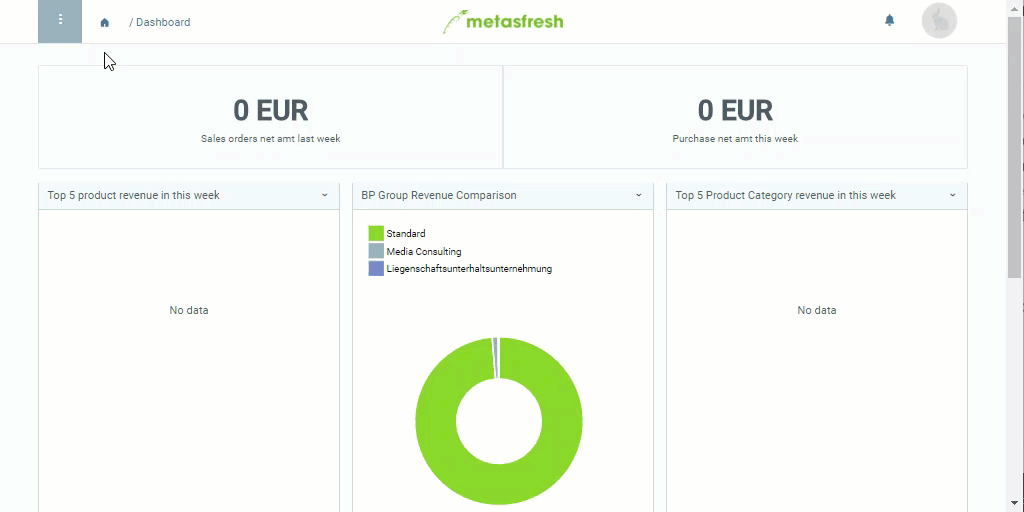 / Dashboard
metasfresh
0 EUR
Sales orders net amt last week
0 EUR
Purchase net amt this week
Top 5 product revenue in this week
No data
BP Group Revenue Comparison
Standard
Media Consulting
Liegenschaftsunterhaltsunternehmung
Top 5 Product Category revenue in this week
No data